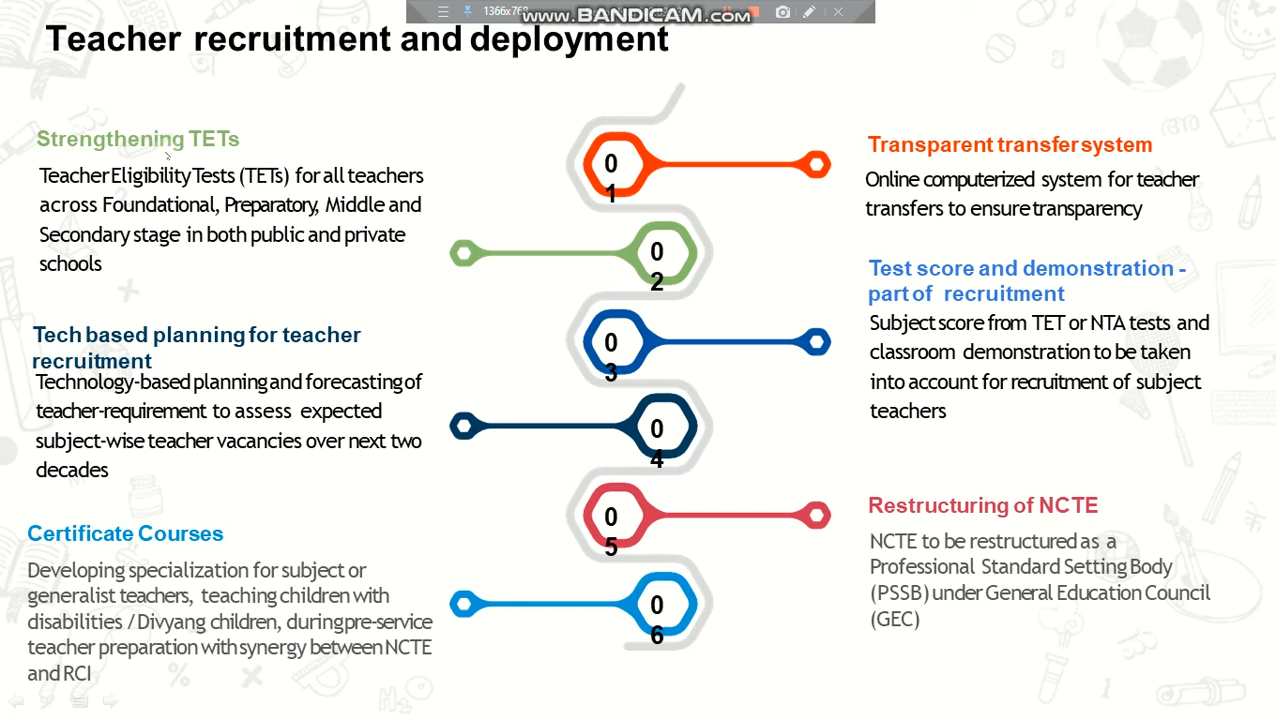 1366x768
www.BANDICAM.com
Teacher recruitment and deployment
Strengthening TETs
Teacher Eligibility Tests (TETs) for all teachers
across Foundational, Preparatory, Middle and
Secondary stage in both public and private
schools
Tech based planning for teacher
recruitment
Technology-based planning and forecasting of
teacher-requirement to assess expected
subject-wise teacher vacancies over next two
decades
Certificate Courses
Developing specialization for subject or
generalist teachers, teaching children with
disabilities / Divyang children, during pre-service
teacher preparation with synergy between NCTE
and RCI
0
1
0
2
0
3
0
4
0
5
0
6
Transparent transfer system
Online computerized system for teacher
transfers to ensure transparency
Test score and demonstration -
part of recruitment
Subject score from TET or NTA tests and
classroom demonstration to be taken
into account for recruitment of subject
teachers
Restructuring of NCTE
NCTE to be restructured as a
Professional Standard Setting Body
(PSSB) under General Education Council
(GEC)
H₂O
%